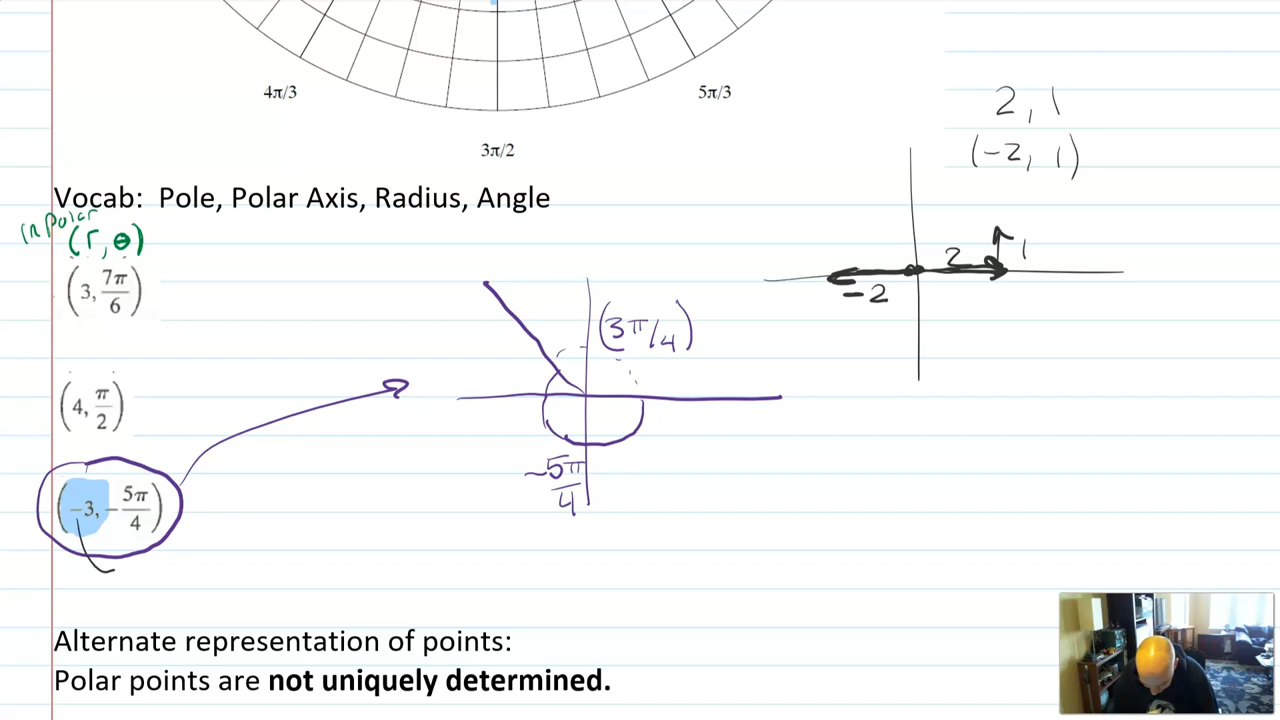 4π/3
5π/3
3π/2
2, 1
(-2, 1)
Vocab: Pole, Polar Axis, Radius, Angle
in polar
(r, θ)
(3, 7π/6)
2
1
-2
(3π/4)
(4, π/2)
-5π/4
(-3, -5π/4)
Alternate representation of points:
Polar points are not uniquely determined.